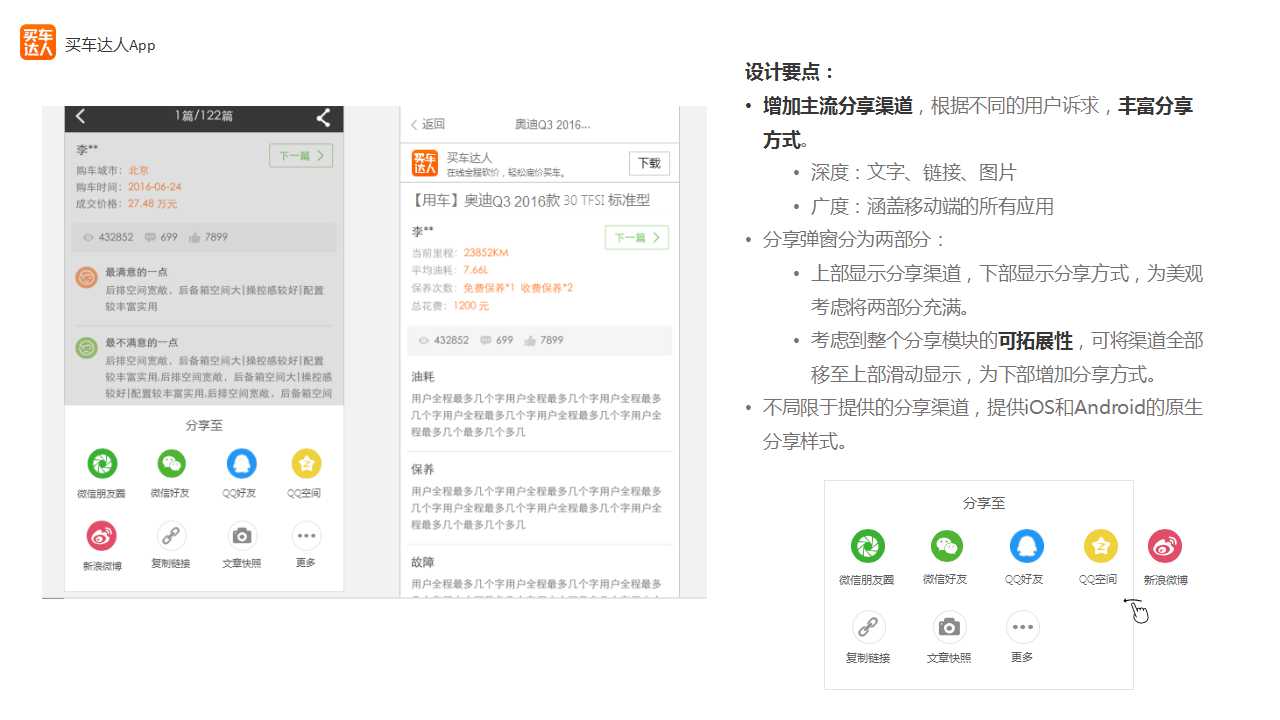 买车
达人
买车达人App
1篇/122篇
李**
下一篇
购车城市：北京
购车时间：2016-06-24
成交价格：27.48 万元
432852 699 7899
最满意的一点
后排空间宽敞、后备箱空间大|操控感较好|配置
较丰富实用
最不满意的一点
后排空间宽敞、后备箱空间大|操控感较好|配置
较丰富实用,后排空间宽敞、后备箱空间大|操控感
较好|配置较丰富实用,后排空间宽敞、后备箱空间
分享至
微信朋友圈 微信好友 QQ好友 QQ空间
新浪微博 复制链接 文章快照 更多
返回 奥迪Q3 2016...
买车
达人
买车达人
在线全程砍价，轻松底价买车。
下载
【用车】奥迪Q3 2016款 30 TFSI 标准型
李**
下一篇
当前里程：23852KM
平均油耗：7.66L
保养次数：免费保养*1 收费保养*2
总花费：1200 元
432852 699 7899
油耗
用户全程最多几个字用户全程最多几个字用户全程最多
几个字用户全程最多几个字用户全程最多几个字用户全
程最多几个最多几个多几
保养
用户全程最多几个字用户全程最多几个字用户全程最多
几个字用户全程最多几个字用户全程最多几个字用户全
程最多几个最多几个多几
故障
用户全程最多几个字用户全程最多几个字用户全程最多
设计要点：
• 增加主流分享渠道，根据不同的用户诉求，丰富分享
方式。
• 深度：文字、链接、图片
• 广度：涵盖移动端的所有应用
• 分享弹窗分为两部分：
• 上部显示分享渠道，下部显示分享方式，为美观
考虑将两部分充满。
• 考虑到整个分享模块的可拓展性，可将渠道全部
移至上部滑动显示，为下部增加分享方式。
• 不局限于提供的分享渠道，提供iOS和Android的原生
分享样式。
分享至
微信朋友圈 微信好友 QQ好友 QQ空间 新浪微博
复制链接 文章快照 更多